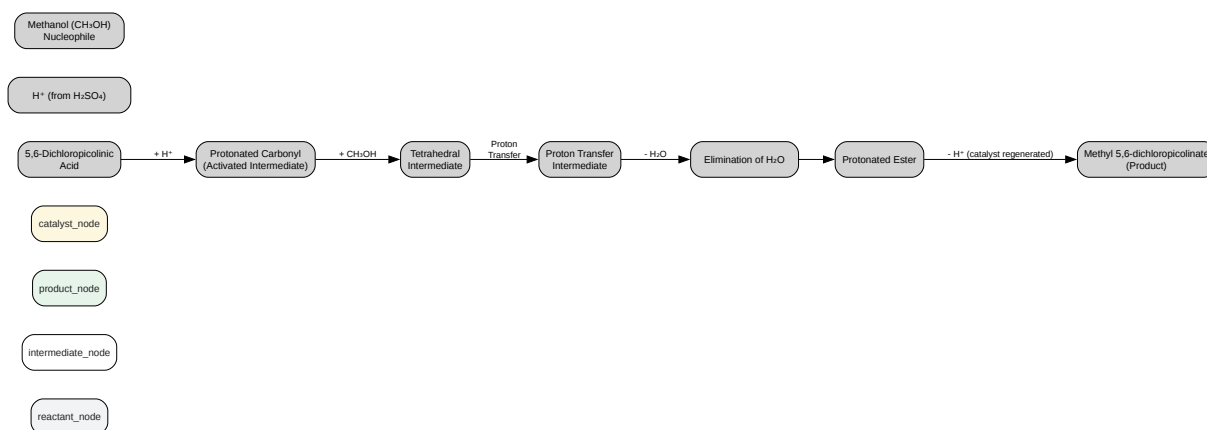 Methanol (CH₃OH)
Nucleophile
H⁺ (from H₂SO₄)
5,6-Dichloropicolinic
Acid
+ H⁺
Protonated Carbonyl
(Activated Intermediate)
+ CH₃OH
Tetrahedral
Intermediate
Proton
Transfer
Proton Transfer
Intermediate
- H₂O
Elimination of H₂O
Protonated Ester
- H⁺ (catalyst regenerated)
Methyl 5,6-dichloropicolinate
(Product)
catalyst_node
product_node
intermediate_node
reactant_node